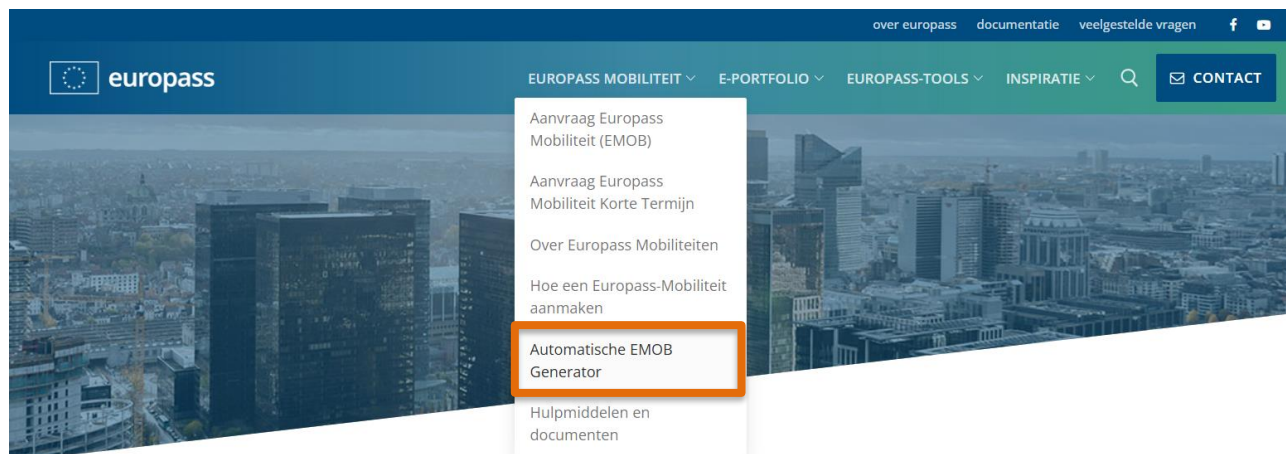 over europass documentatie veelgestelde vragen
europass
EUROPASS MOBILITEIT E-PORTFOLIO EUROPASS-TOOLS INSPIRATIE CONTACT
Aanvraag Europass
Mobiliteit (EMOB)
Aanvraag Europass
Mobiliteit Korte Termijn
Over Europass Mobiliteiten
Hoe een Europass-Mobiliteit
aanmaken
Automatische EMOB
Generator
Hulpmiddelen en
documenten